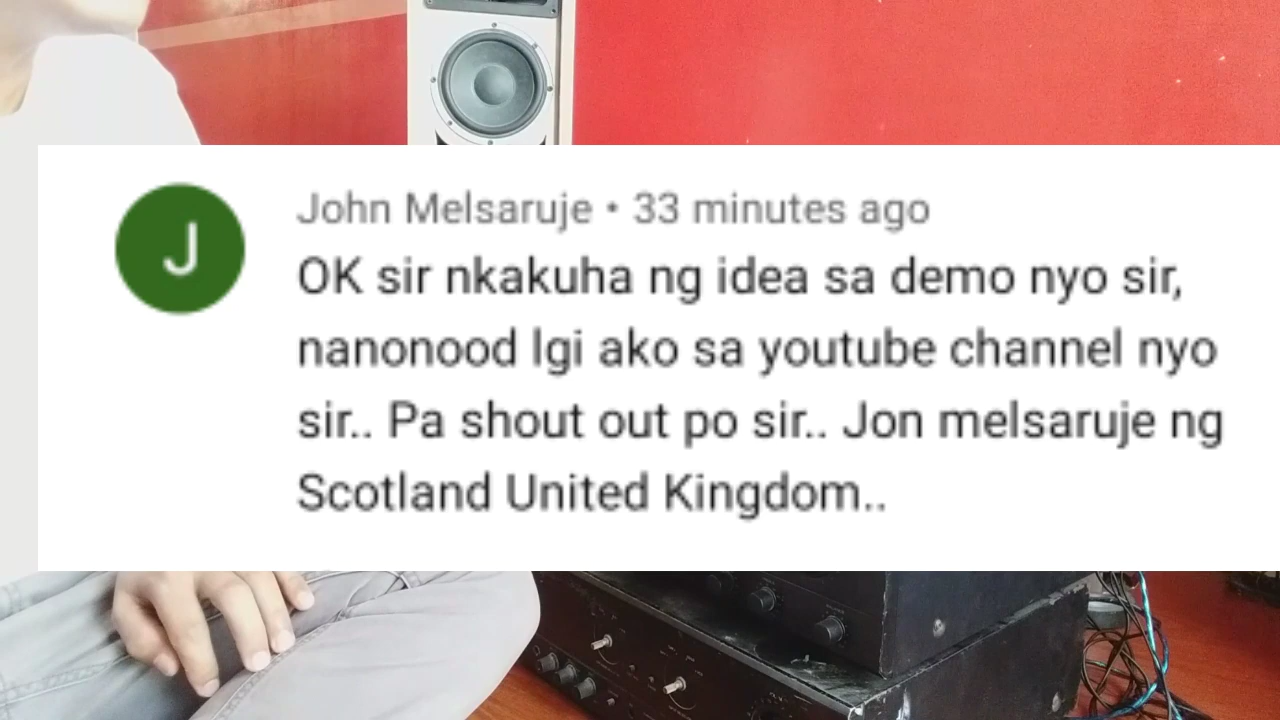 J
John Melsaruje • 33 minutes ago
OK sir nkakuha ng idea sa demo nyo sir,
nanonood lgi ako sa youtube channel nyo
sir.. Pa shout out po sir.. Jon melsaruje ng
Scotland United Kingdom..